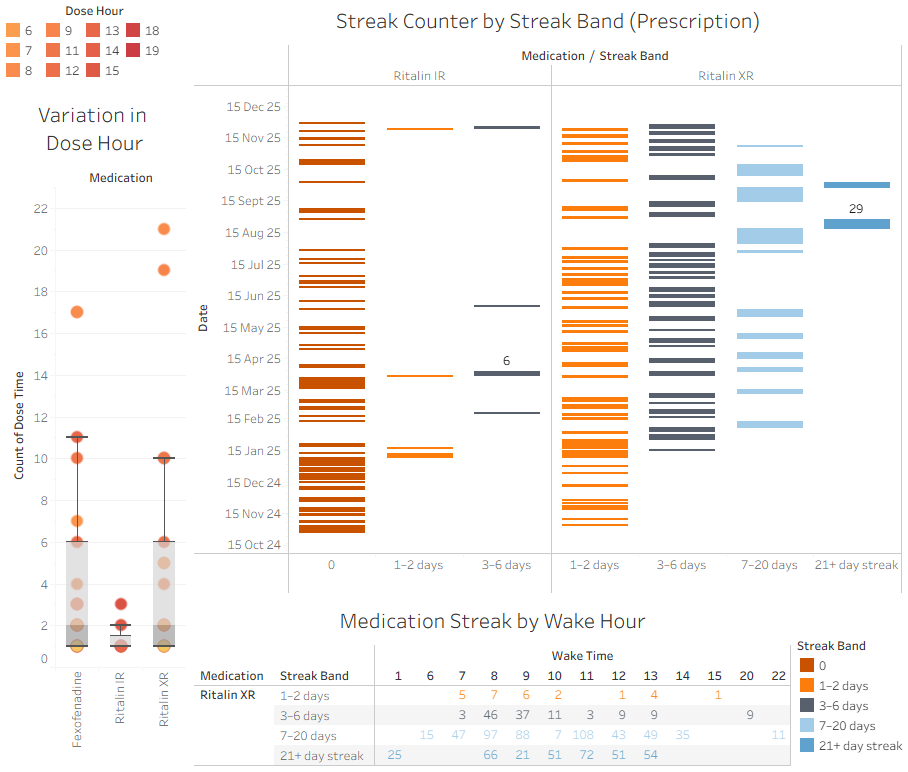 Dose Hour
6 9 13 18
7 11 14 19
8 12 15
Variation in
Dose Hour
Medication
Count of Dose Time
22
20
18
16
14
12
10
8
6
4
2
0
Fexofenadine
Ritalin IR
Ritalin XR
Streak Counter by Streak Band (Prescription)
Medication / Streak Band
Ritalin IR Ritalin XR
Date
15 Dec 25
15 Nov 25
15 Oct 25
15 Sept 25
29
15 Aug 25
15 Jul 25
15 Jun 25
15 May 25
15 Apr 25
6
15 Mar 25
15 Feb 25
15 Jan 25
15 Dec 24
15 Nov 24
15 Oct 24
0 1–2 days 3–6 days 1–2 days 3–6 days 7–20 days 21+ day streak
Medication Streak by Wake Hour
Wake Time
Medication Streak Band 1 6 7 8 9 10 11 12 13 14 15 20 22
Ritalin XR 1–2 days 5 7 6 2 1 4 1
3–6 days 3 46 37 11 3 9 9 9
7–20 days 15 47 97 88 7 108 43 49 35 11
21+ day streak 25 66 21 51 72 51 54
Streak Band
0
1–2 days
3–6 days
7–20 days
21+ day streak